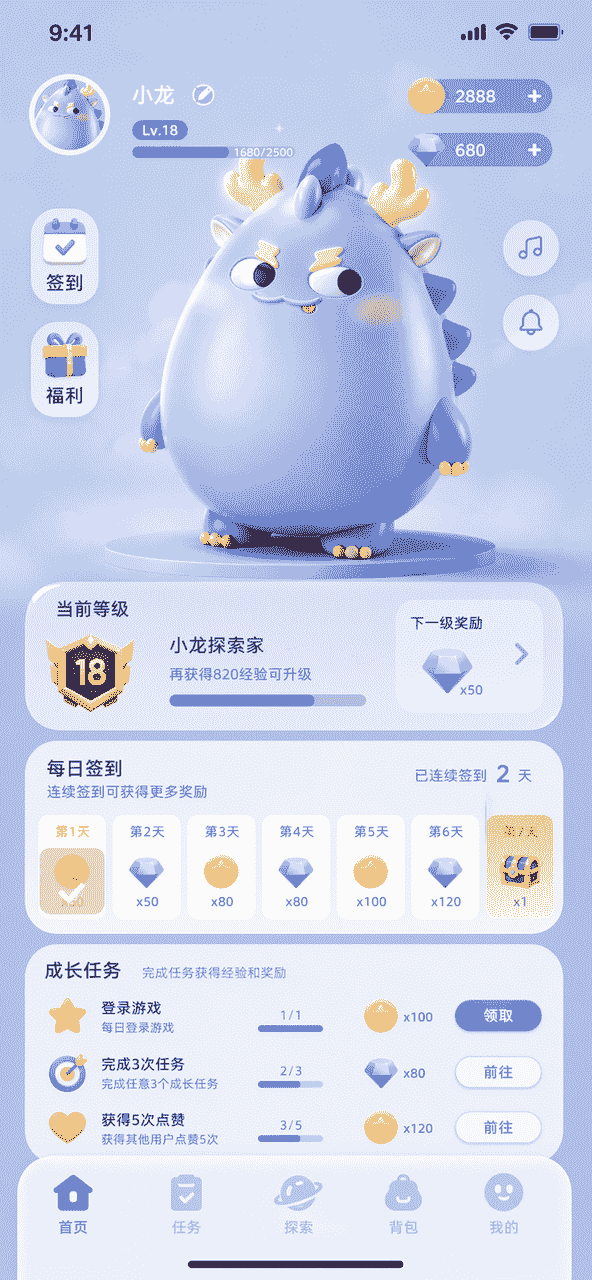 9:41
小龙
2888 +
Lv.18
1680/2500
680 +
签到
福利
当前等级
18
小龙探索家
再获得820经验可升级
下一级奖励
x50
每日签到
连续签到可获得更多奖励
已连续签到 2 天
第1天
第2天
x50
第3天
x80
第4天
x80
第5天
x100
第6天
x120
第7天
x1
成长任务
完成任务获得经验和奖励
登录游戏
每日登录游戏
1/1
x100
领取
完成3次任务
完成任意3个成长任务
2/3
x80
前往
获得5次点赞
获得其他用户点赞5次
3/5
x120
前往
首页
任务
探索
背包
我的